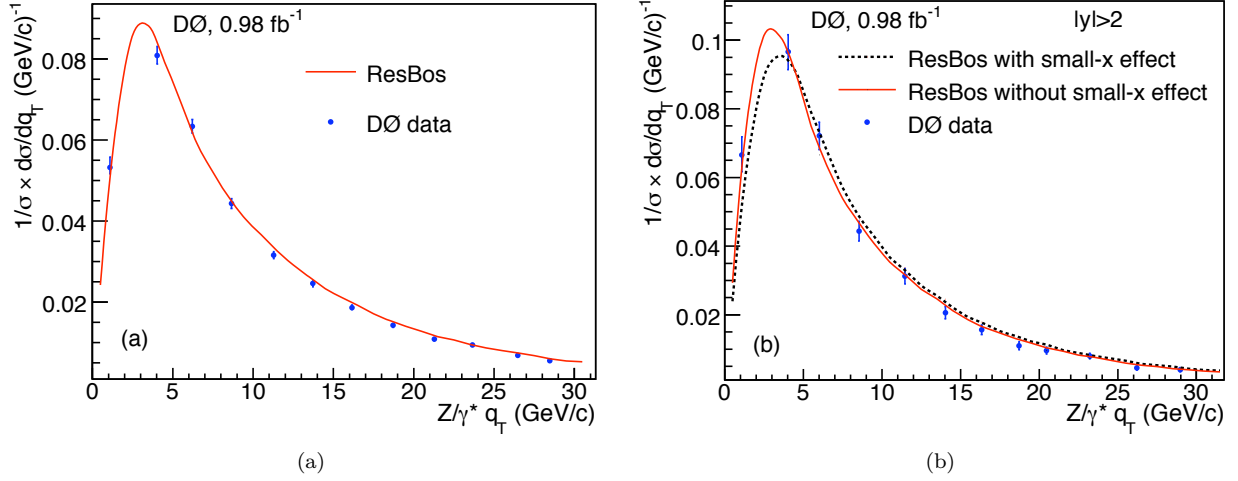 DØ, 0.98 fb⁻¹
ResBos
DØ data
(a)
1/σ × dσ/dq_T (GeV/c)⁻¹
0.08
0.06
0.04
0.02
0 5 10 15 20 25 30
Z/γ* q_T (GeV/c)
(a)
DØ, 0.98 fb⁻¹ |y|>2
ResBos with small-x effect
ResBos without small-x effect
DØ data
(b)
1/σ × dσ/dq_T (GeV/c)⁻¹
0.1
0.08
0.06
0.04
0.02
0 5 10 15 20 25 30
Z/γ* q_T (GeV/c)
(b)